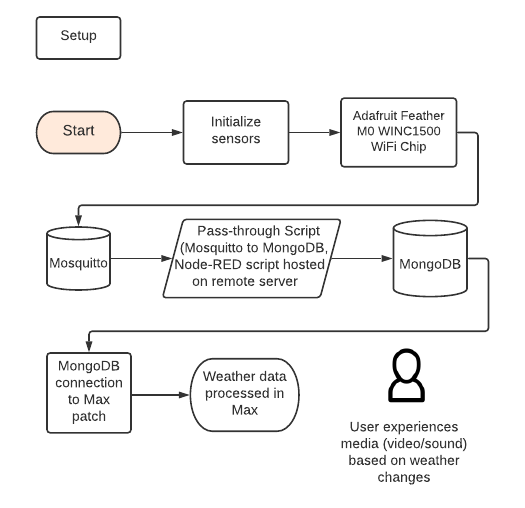 Setup
Start
Initialize
sensors
Adafruit Feather
M0 WINC1500
WiFi Chip
Mosquitto
Pass-through Script
(Mosquitto to MongoDB,
Node-RED script hosted
on remote server
MongoDB
MongoDB
connection
to Max
patch
Weather data
processed in
Max
User experiences
media (video/sound)
based on weather
changes